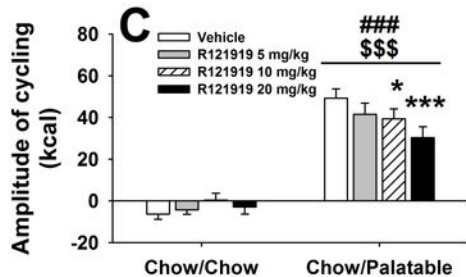 C
Vehicle
R121919 5 mg/kg
R121919 10 mg/kg
R121919 20 mg/kg
###
$$$
*
***
Amplitude of cycling
(kcal)
80
60
40
20
0
-20
Chow/Chow
Chow/Palatable